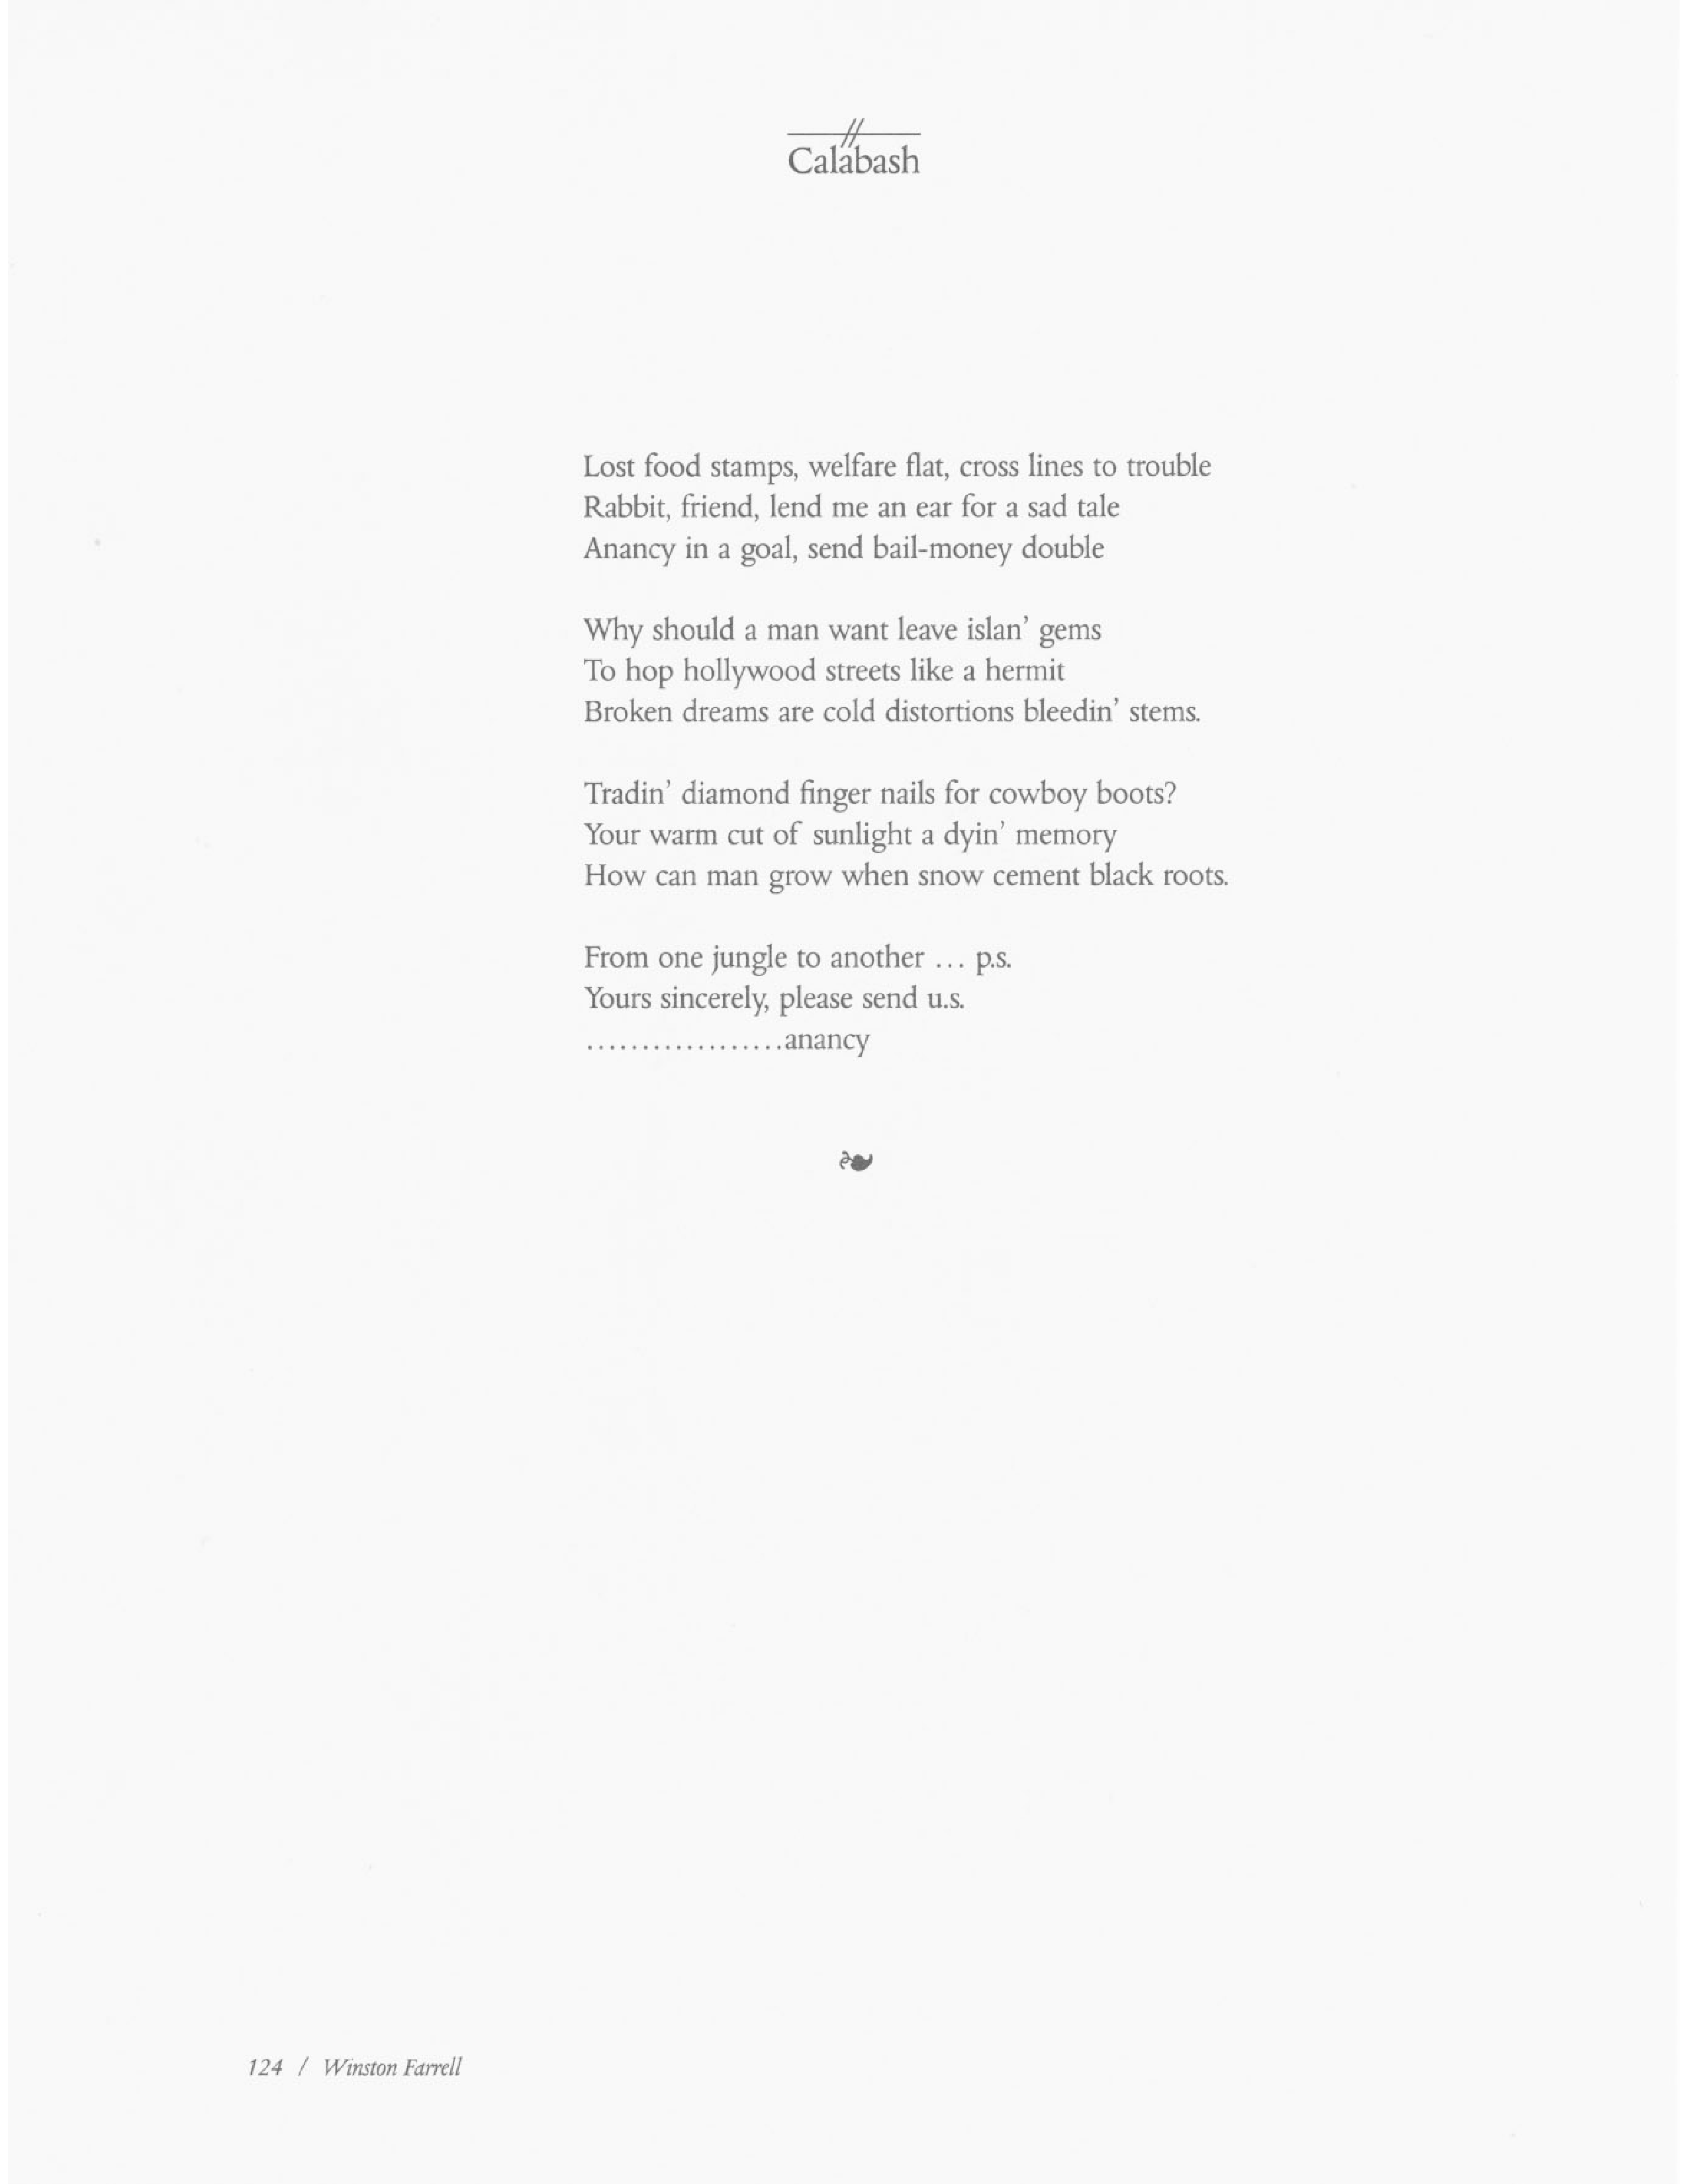 Calabash
Lost food stamps, welfare flat, cross lines to trouble
Rabbit, friend, lend me an ear for a sad tale
Anancy in a goal, send bail-money double
Why should a man want leave islan’ gems
To hop hollywood streets like a hermit
Broken dreams are cold distortions bleedin’ stems.
Tradin’ diamond finger nails for cowboy boots?
Your warm cut of sunlight a dyin’ memory
How can man grow when snow cement black roots.
From one jungle to another ... p.s.
Yours sincerely, please send u.s.
..................anancy
124 / Winston Farrell